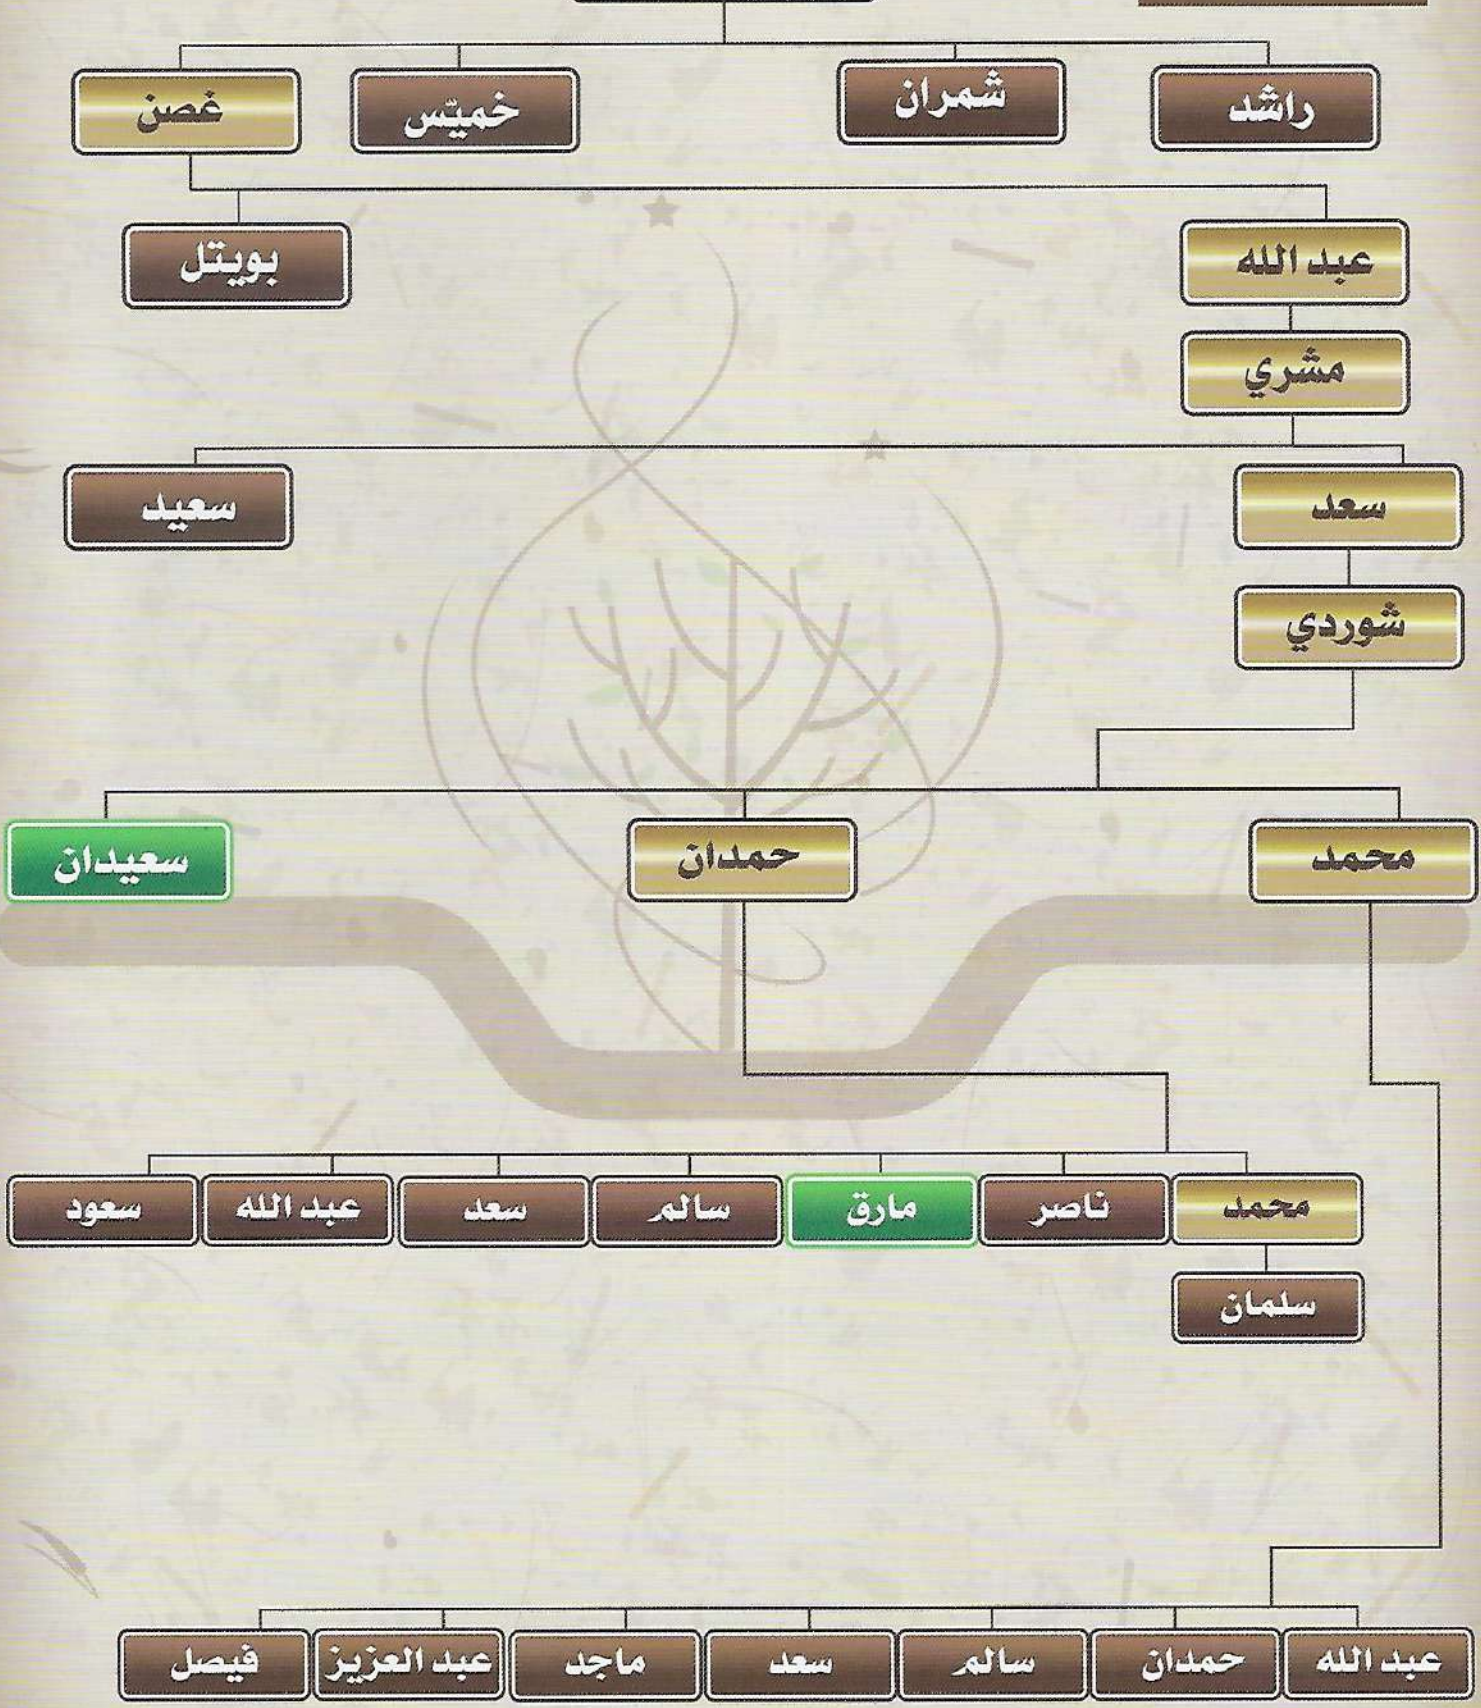 راشد شمران خميّس غصن
عبد الله بويتل
مشري
سعد سعيد
شوردي
محمد حمدان سعيدان
محمد ناصر مارق سالم سعد عبد الله سعود
سلمان
عبد الله حمدان سالم سعد ماجد عبد العزيز فيصل